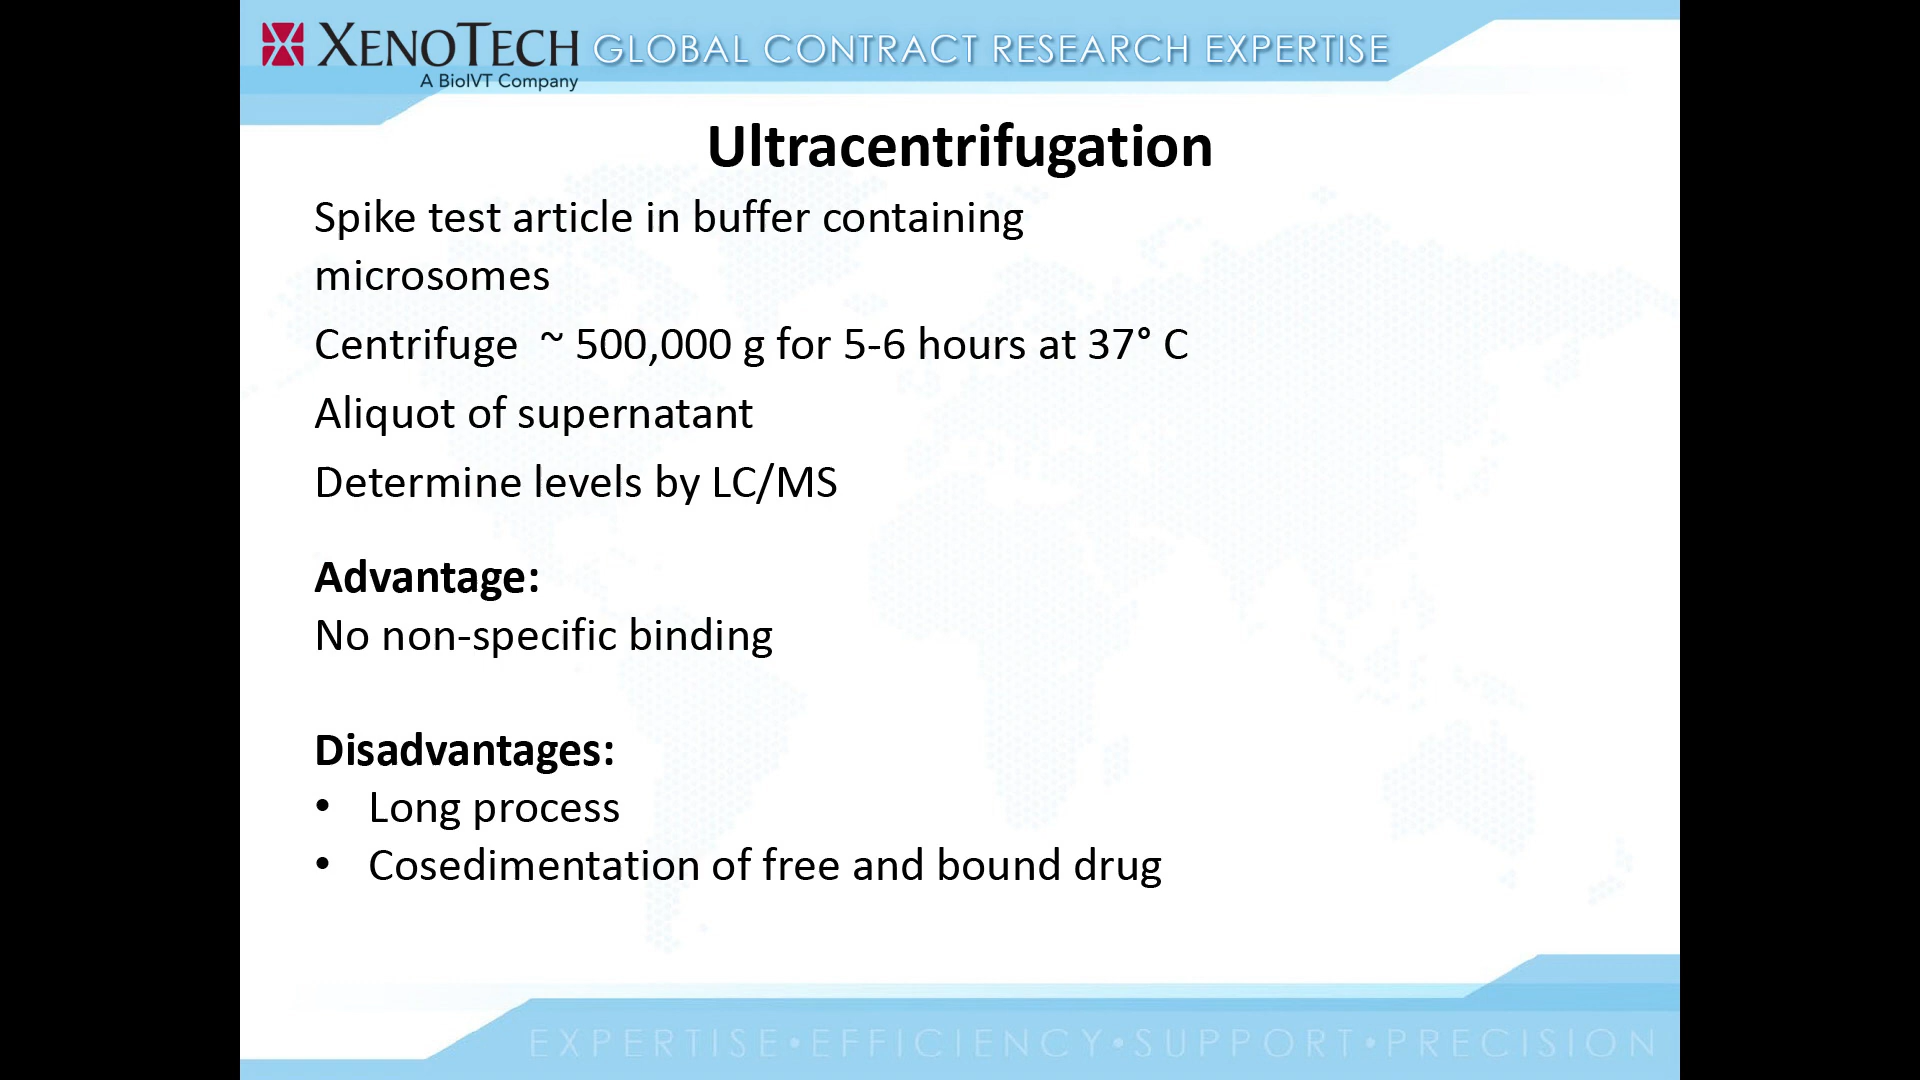 XENOTECH GLOBAL CONTRACT RESEARCH EXPERTISE
A BioIVT Company
Ultracentrifugation
Spike test article in buffer containing
microsomes
Centrifuge ~ 500,000 g for 5-6 hours at 37° C
Aliquot of supernatant
Determine levels by LC/MS
Advantage:
No non-specific binding
Disadvantages:
• Long process
• Cosedimentation of free and bound drug
EXPERTISE•EFFICIENCY•SUPPORT•PRECISION